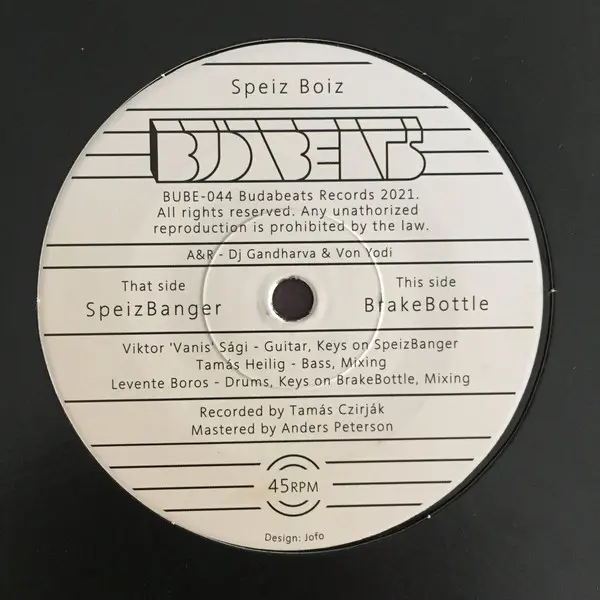 Speiz Boiz
BUDABEATS
BUBE-044 Budabeats Records 2021.
All rights reserved. Any unathorized
reproduction is prohibited by the law.
A&R - Dj Gandharva & Von Yodi
That side
SpeizBanger
This side
BrakeBottle
Viktor 'Vanis' Sági - Guitar, Keys on SpeizBanger
Tamás Heilig - Bass, Mixing
Levente Boros - Drums, Keys on BrakeBottle, Mixing
Recorded by Tamás Czirják
Mastered by Anders Peterson
45RPM
Design: Jofo